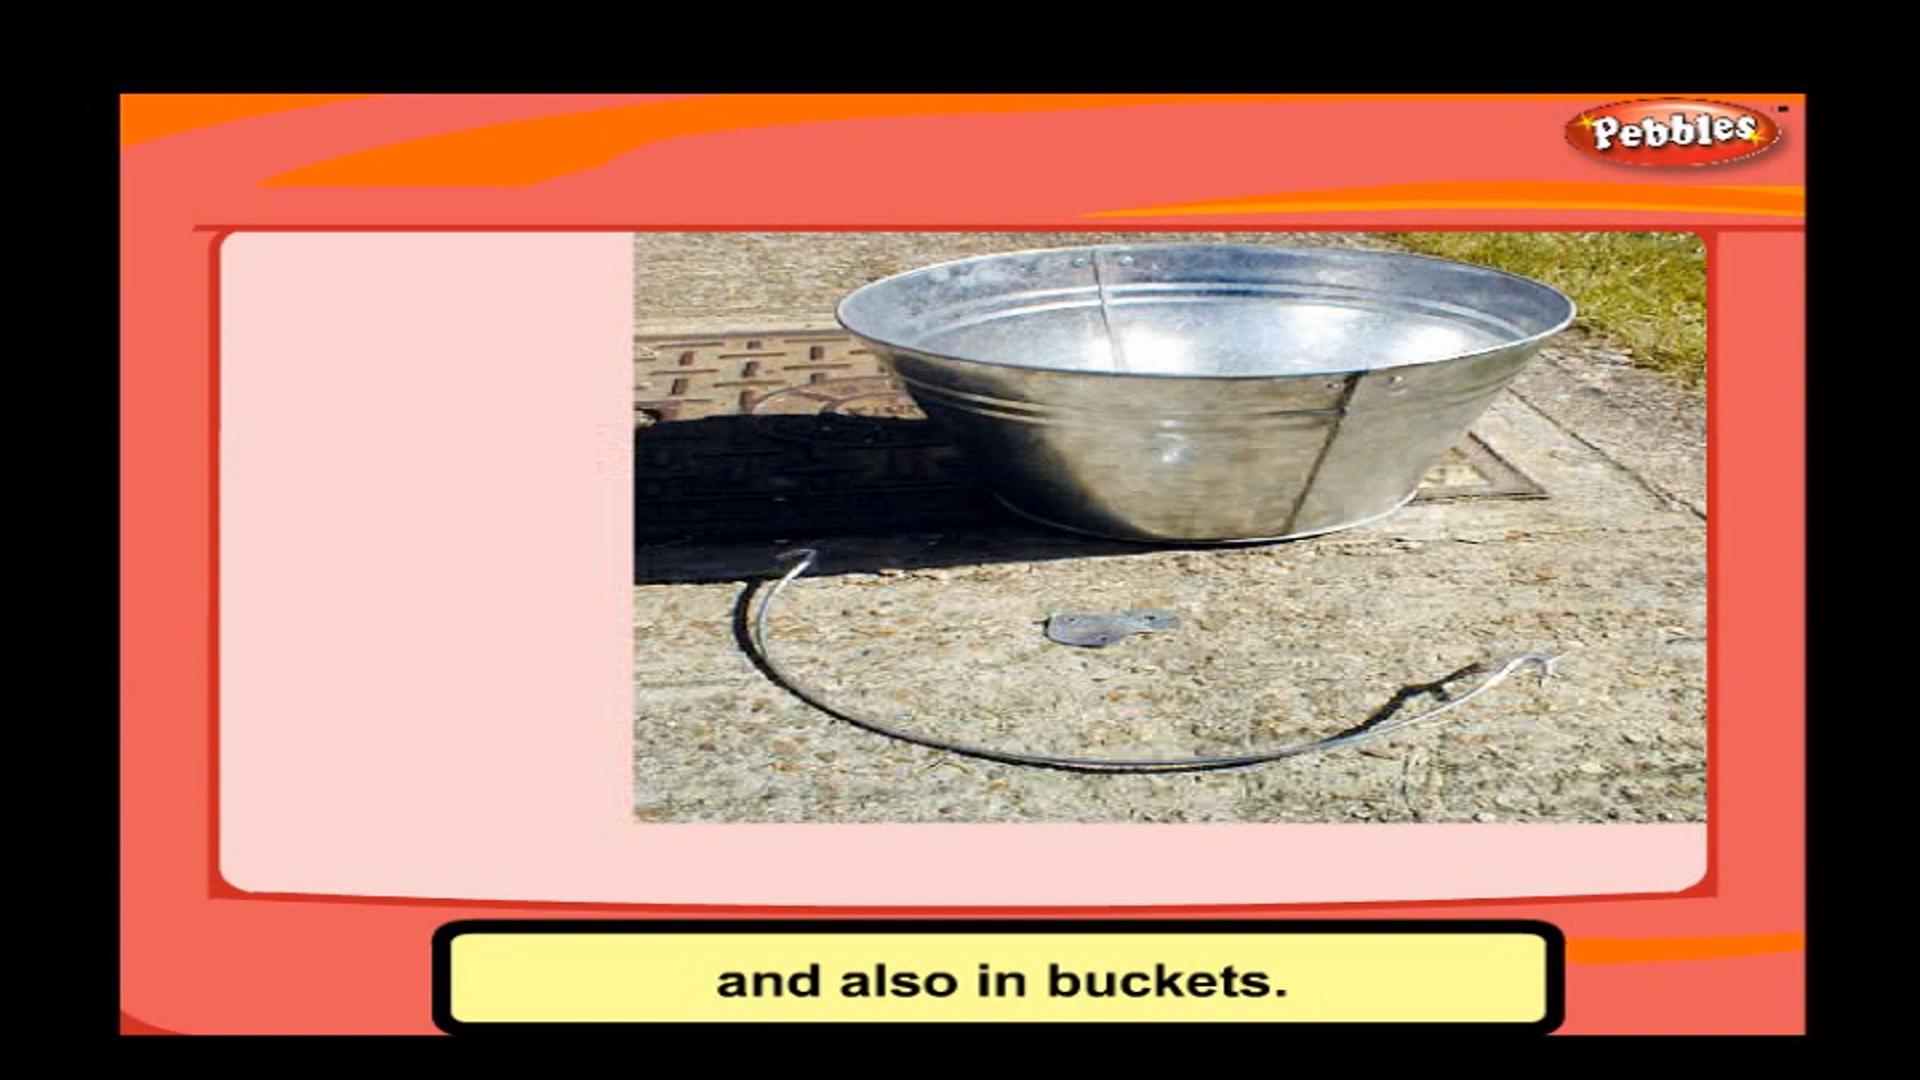 Pebbles
and also in buckets.